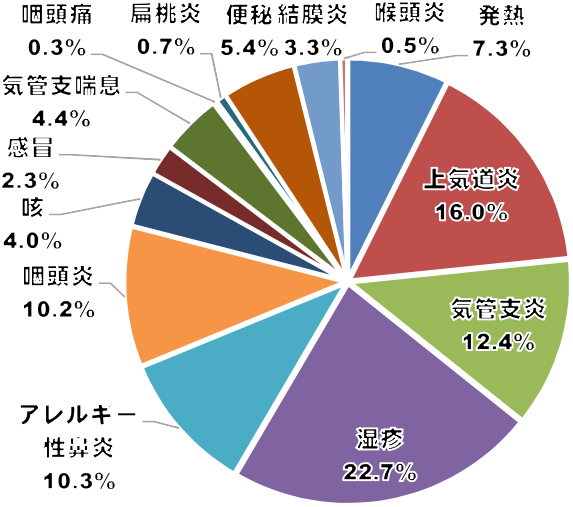 咽頭痛
0.3%
扁桃炎
0.7%
便秘
5.4%
結膜炎
3.3%
喉頭炎
0.5%
発熱
7.3%
気管支喘息
4.4%
感冒
2.3%
咳
4.0%
咽頭炎
10.2%
アレルギー
性鼻炎
10.3%
上気道炎
16.0%
気管支炎
12.4%
湿疹
22.7%